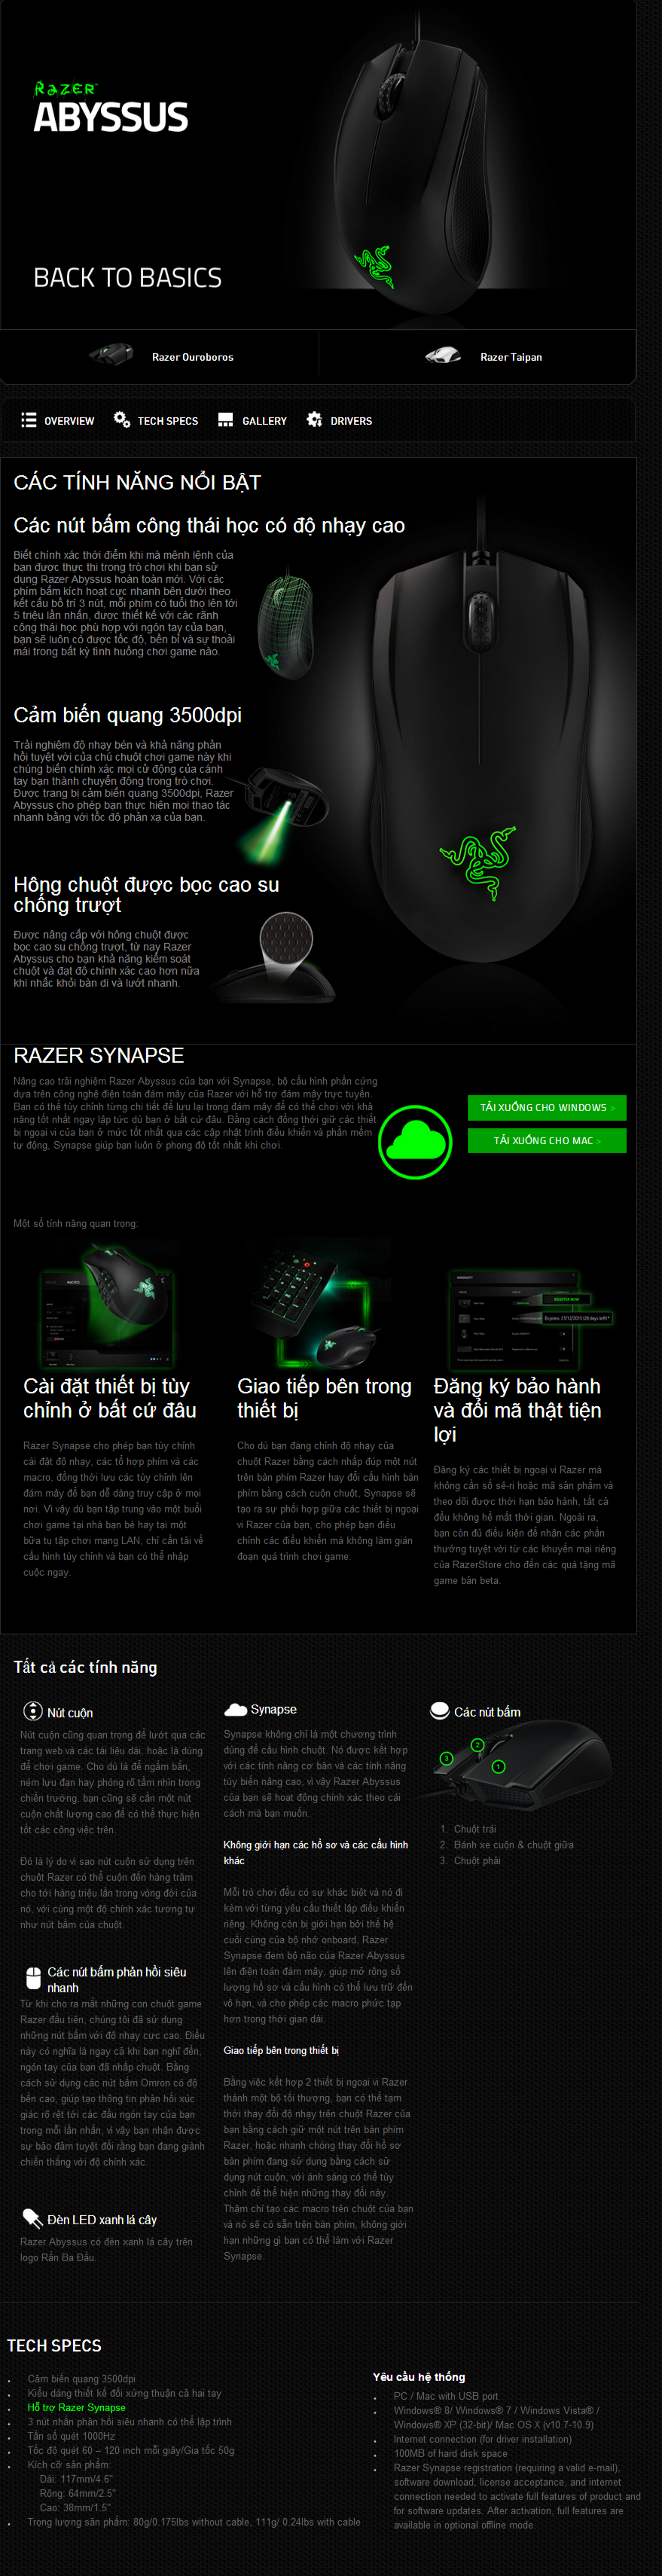 RAZER
ABYSSUS
BACK TO BASICS
Razer Ouroboros
Razer Taipan
OVERVIEW
TECH SPECS
GALLERY
DRIVERS
CÁC TÍNH NĂNG NỔI BẬT
Các nút bấm công thái học có độ nhạy cao
Biết chính xác thời điểm khi mà mệnh lệnh của
bạn được thực thi trong trò chơi khi bạn sử
dụng Razer Abyssus hoàn toàn mới. Với các
phím bấm kích hoạt cực nhanh bên dưới theo
kết cấu bố trí 3 nút, mỗi phím có tuổi thọ lên tới
5 triệu lần nhấn, được thiết kế với các rãnh
công thái học phù hợp với ngón tay của bạn,
bạn sẽ luôn có được tốc độ, bền bỉ và sự thoải
mái trong bất kỳ tình huống chơi game nào.
Cảm biến quang 3500dpi
Trải nghiệm độ nhạy bén và khả năng phản
hồi tuyệt vời của chú chuột chơi game này khi
chúng biến chính xác mọi cử động của cánh
tay bạn thành chuyển động trong trò chơi.
Được trang bị cảm biến quang 3500dpi, Razer
Abyssus cho phép bạn thực hiện mọi thao tác
nhanh bằng với tốc độ phản xạ của bạn.
Hông chuột được bọc cao su
chống trượt
Được nâng cấp với hông chuột được
bọc cao su chống trượt, từ nay Razer
Abyssus cho bạn khả năng kiểm soát
chuột và đạt độ chính xác cao hơn nữa
khi nhấc khỏi bàn di và lướt nhanh.
RAZER SYNAPSE
Nâng cao trải nghiệm Razer Abyssus của bạn với Synapse, bộ cấu hình phần cứng
dựa trên công nghệ điện toán đám mây của Razer với hỗ trợ đám mây trực tuyến.
Bạn có thể tùy chỉnh từng chi tiết để lưu lại trong đám mây để có thể chơi với khả
năng tốt nhất ngay lập tức dù bạn ở bất cứ đâu. Bằng cách đồng thời giữ các thiết
bị ngoại vi của bạn ở mức tốt nhất qua các cập nhật trình điều khiển và phần mềm
tự động, Synapse giúp bạn luôn ở phong độ tốt nhất khi chơi.
TẢI XUỐNG CHO WINDOWS >
TẢI XUỐNG CHO MAC >
Một số tính năng quan trọng:
Cài đặt thiết bị tùy
chỉnh ở bất cứ đâu
Razer Synapse cho phép bạn tùy chỉnh
cài đặt độ nhạy, các tổ hợp phím và các
macro, đồng thời lưu các tùy chỉnh lên
đám mây để bạn dễ dàng truy cập ở mọi
nơi. Vì vậy dù bạn tập trung vào một buổi
chơi game tại nhà bạn bè hay tại một
bữa tụ tập chơi mạng LAN, chỉ cần tải về
cấu hình tùy chỉnh và bạn có thể nhập
cuộc ngay.
Giao tiếp bên trong
thiết bị
Cho dù bạn đang chỉnh độ nhạy của
chuột Razer bằng cách nhấp đúp một nút
trên bàn phím Razer hay đổi cấu hình bàn
phím bằng cách cuộn chuột, Synapse sẽ
tạo ra sự phối hợp giữa các thiết bị ngoại
vi Razer của bạn, cho phép bạn điều
chỉnh các điều khiển mà không làm gián
đoạn quá trình chơi game.
Đăng ký bảo hành
và đổi mã thật tiện
lợi
Đăng ký các thiết bị ngoại vi Razer mà
không cần số sê-ri hoặc mã sản phẩm và
theo dõi được thời hạn bảo hành, tất cả
đều không hề mất thời gian. Ngoài ra,
bạn còn đủ điều kiện để nhận các phần
thưởng tuyệt vời từ các khuyến mại riêng
của RazerStore cho đến các quà tặng mã
game bản beta.
Tất cả các tính năng
Nút cuộn
Nút cuộn cũng quan trọng để lướt qua các
trang web và các tài liệu dài, hoặc là dùng
để chơi game. Cho dù là để ngắm bắn,
ném lựu đạn hay phóng rõ tầm nhìn trong
chiến trường, bạn cũng sẽ cần một nút
cuộn chất lượng cao để có thể thực hiện
tốt các công việc trên.
Đó là lý do vì sao nút cuộn sử dụng trên
chuột Razer có thể cuộn đến hàng trăm
cho tới hàng triệu lần trong vòng đời của
nó, với cùng một độ chính xác tương tự
như nút bấm của chuột.
Các nút bấm phản hồi siêu
nhanh
Từ khi cho ra mắt những con chuột game
Razer đầu tiên, chúng tôi đã sử dụng
những nút bấm với độ nhạy cực cao. Điều
này có nghĩa là ngay cả khi bạn nghĩ đến,
ngón tay của bạn đã nhấp chuột. Bằng
cách sử dụng các nút bấm Omron có độ
bền cao, giúp tạo thông tin phản hồi xúc
giác rõ rệt tới các đầu ngón tay của bạn
trong mỗi lần nhấn, vì vậy bạn nhận được
sự bảo đảm tuyệt đối rằng bạn đang giành
chiến thắng với độ chính xác.
Đèn LED xanh lá cây
Razer Abyssus có đèn xanh lá cây trên
logo Rắn Ba Đầu.
Synapse
Synapse không chỉ là một chương trình
dùng để cấu hình chuột. Nó được kết hợp
với các tính năng cơ bản và các tính năng
tùy biến nâng cao, vì vậy Razer Abyssus
của bạn sẽ hoạt động chính xác theo cái
cách mà bạn muốn.
Không giới hạn các hồ sơ và các cấu hình
khác
Mỗi trò chơi đều có sự khác biệt và nó đi
kèm với từng yêu cầu thiết lập điều khiển
riêng. Không còn bị giới hạn bởi thế hệ
cuối cùng của bộ nhớ onboard, Razer
Synapse đem bộ não của Razer Abyssus
lên điện toán đám mây, giúp mở rộng số
lượng hồ sơ và cấu hình có thể lưu trữ đến
vô hạn, và cho phép các macro phức tạp
hơn trong thời gian dài.
Giao tiếp bên trong thiết bị
Bằng việc kết hợp 2 thiết bị ngoại vi Razer
thành một bộ tối thượng, bạn có thể tạm
thời thay đổi độ nhạy trên chuột Razer của
bạn bằng cách giữ một nút trên bàn phím
Razer, hoặc nhanh chóng thay đổi hồ sơ
bàn phím đang sử dụng bằng cách sử
dụng nút cuộn, với ánh sáng có thể tùy
chỉnh để thể hiện những thay đổi này.
Thậm chí tạo các macro trên chuột của bạn
và nó sẽ có sẵn trên bàn phím, không giới
hạn những gì bạn có thể làm với Razer
Synapse.
Các nút bấm
3
2
1
1. Chuột trái
2. Bánh xe cuộn & chuột giữa
3. Chuột phải
TECH SPECS
Cảm biến quang 3500dpi
Kiểu dáng thiết kế đối xứng thuận cả hai tay
Hỗ trợ Razer Synapse
3 nút nhấn phản hồi siêu nhanh có thể lập trình
Tần số quét 1000Hz
Tốc độ quét 60 – 120 inch mỗi giây/Gia tốc 50g
Kích cỡ sản phẩm:
Dài: 117mm/4.6"
Rộng: 64mm/2.5"
Cao: 38mm/1.5"
Trọng lượng sản phẩm: 80g/0.175lbs without cable, 111g/ 0.24lbs with cable
Yêu cầu hệ thống
PC / Mac with USB port
Windows® 8/ Windows® 7 / Windows Vista® /
Windows® XP (32-bit)/ Mac OS X (v10.7-10.9)
Internet connection (for driver installation)
100MB of hard disk space
Razer Synapse registration (requiring a valid e-mail),
software download, license acceptance, and internet
connection needed to activate full features of product and
for software updates. After activation, full features are
available in optional offline mode.